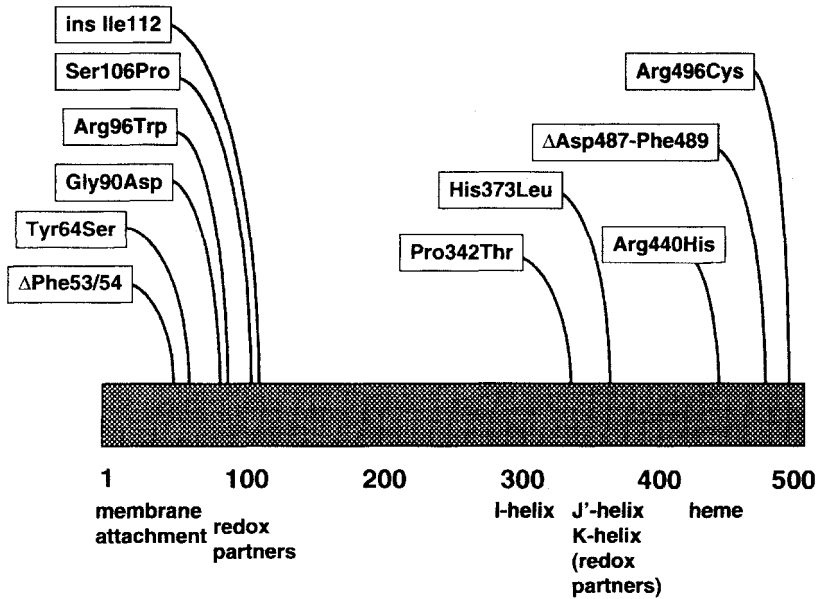 ins Ile112
Ser106Pro
Arg96Trp
Gly90Asp
Tyr64Ser
ΔPhe53/54
Arg496Cys
ΔAsp487-Phe489
His373Leu
Arg440His
Pro342Thr
1 100 200 300 400 500
membrane
attachment
redox
partners
I-helix
J'-helix
K-helix
(redox
partners)
heme